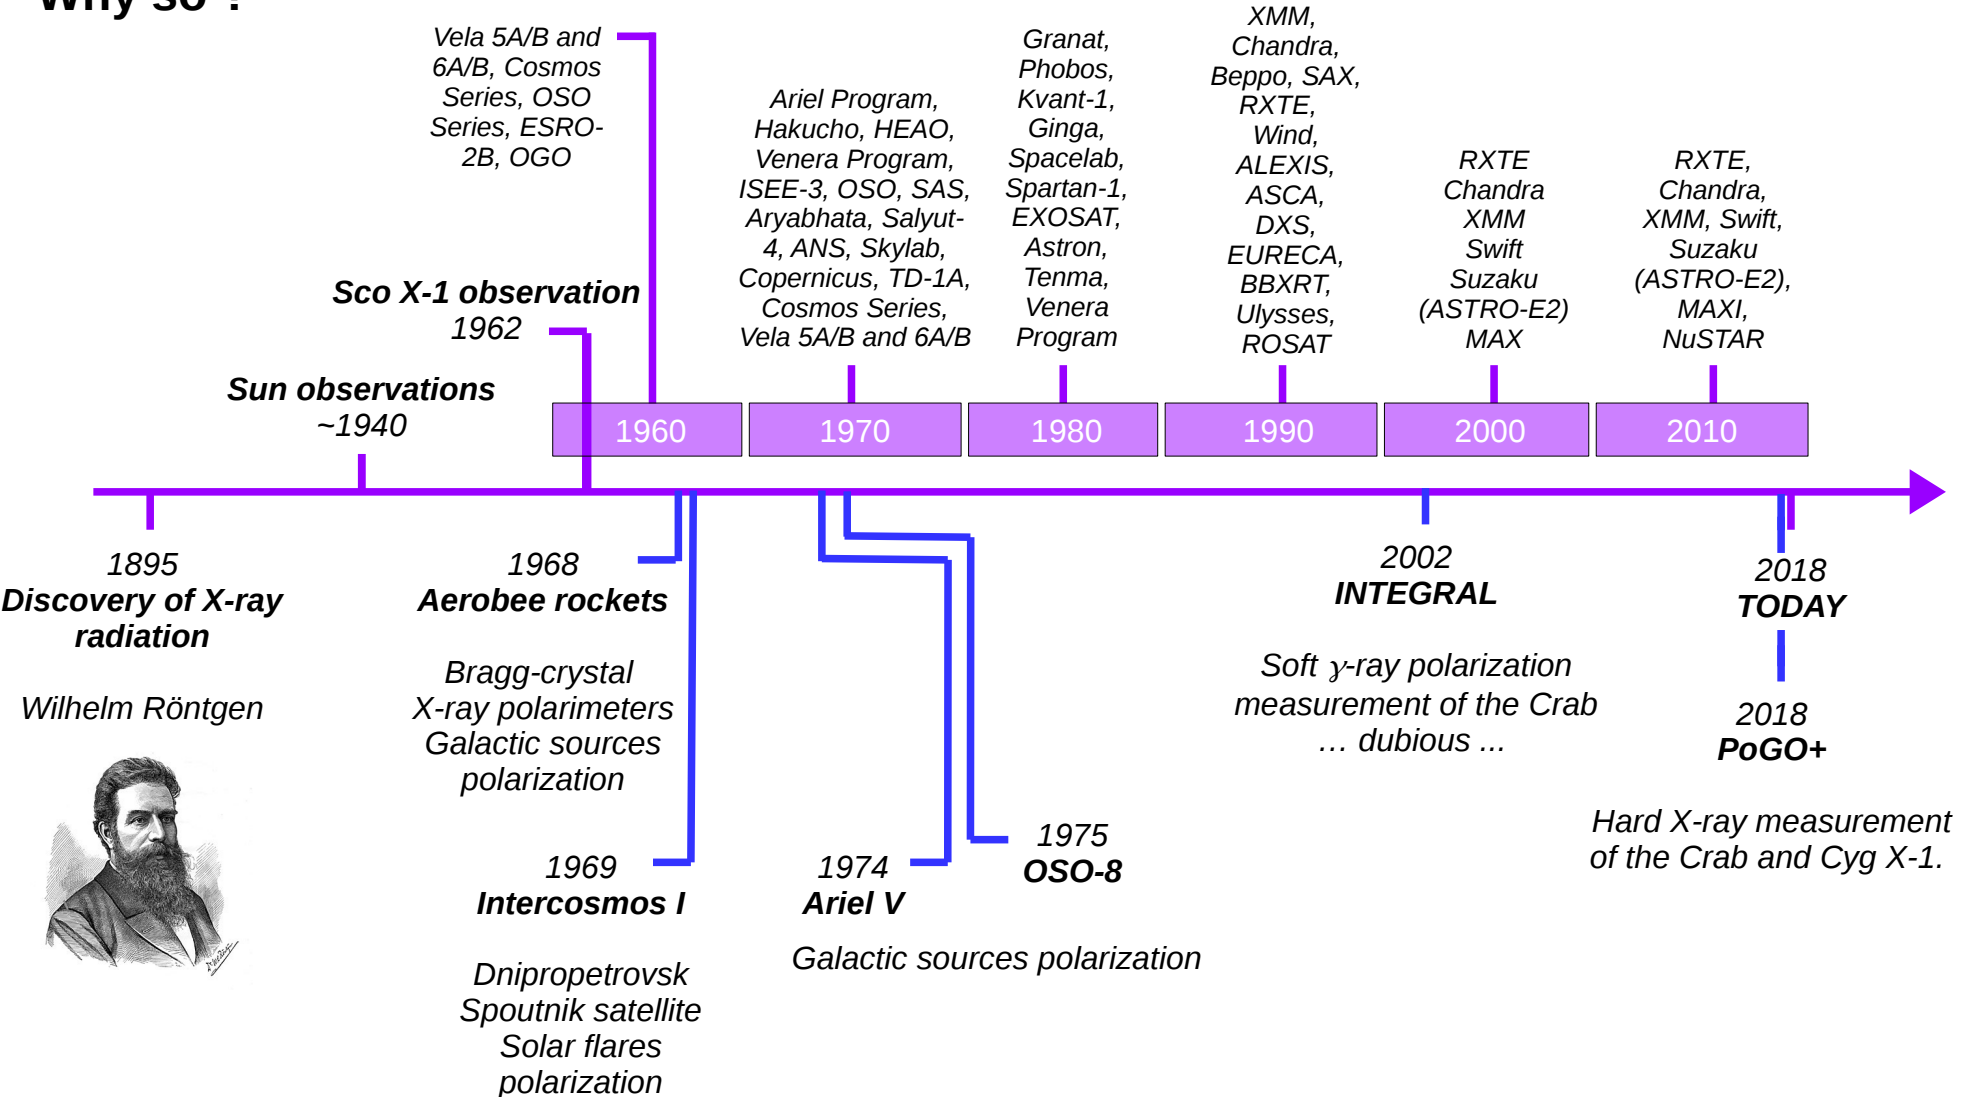 Why so ?
Vela 5A/B and
6A/B, Cosmos
Series, OSO
Series, ESRO-
2B, OGO
Ariel Program,
Hakucho, HEAO,
Venera Program,
ISEE-3, OSO, SAS,
Aryabhata, Salyut-
4, ANS, Skylab,
Copernicus, TD-1A,
Cosmos Series,
Vela 5A/B and 6A/B
Granat,
Phobos,
Kvant-1,
Ginga,
Spacelab,
Spartan-1,
EXOSAT,
Astron,
Tenma,
Venera
Program
XMM,
Chandra,
Beppo, SAX,
RXTE,
Wind,
ALEXIS,
ASCA,
DXS,
EURECA,
BBXRT,
Ulysses,
ROSAT
RXTE
Chandra
XMM
Swift
Suzaku
(ASTRO-E2)
MAX
RXTE,
Chandra,
XMM, Swift,
Suzaku
(ASTRO-E2),
MAXI,
NuSTAR
Sco X-1 observation
1962
Sun observations
~1940
1960
1970
1980
1990
2000
2010
1895
Discovery of X-ray
radiation
Wilhelm Röntgen
1968
Aerobee rockets
Bragg-crystal
X-ray polarimeters
Galactic sources
polarization
1969
Intercosmos I
Dnipropetrovsk
Spoutnik satellite
Solar flares
polarization
1974
Ariel V
1975
OSO-8
Galactic sources polarization
2002
INTEGRAL
Soft γ-ray polarization
measurement of the Crab
… dubious ...
2018
TODAY
2018
PoGO+
Hard X-ray measurement
of the Crab and Cyg X-1.